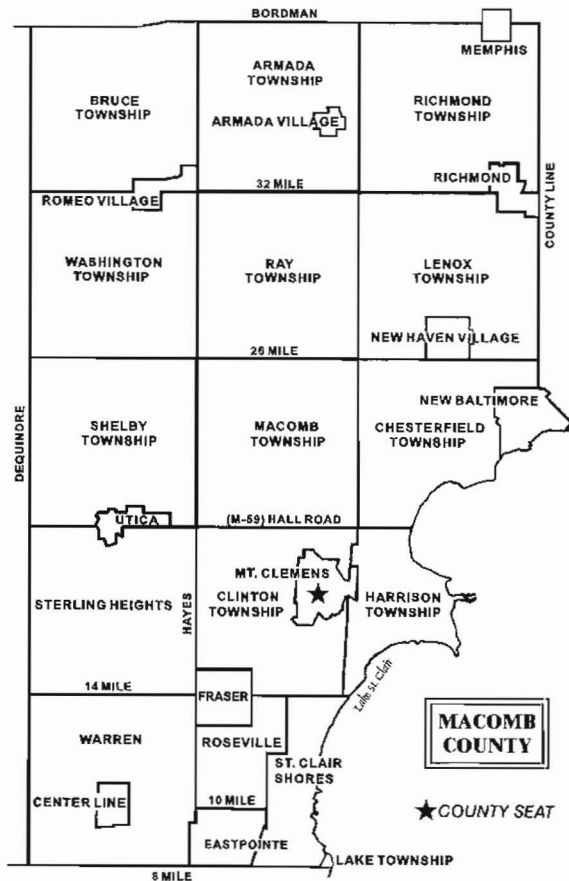 BORDMAN
MEMPHIS
ARMADA
TOWNSHIP
BRUCE
TOWNSHIP
RICHMOND
TOWNSHIP
ARMADA VILLAGE
RICHMOND
32 MILE
ROMEO VILLAGE
COUNTY LINE
WASHINGTON
TOWNSHIP
RAY
TOWNSHIP
LENOX
TOWNSHIP
NEW HAVEN VILLAGE
26 MILE
DEQUINDRE
NEW BALTIMORE
SHELBY
TOWNSHIP
MACOMB
TOWNSHIP
CHESTERFIELD
TOWNSHIP
UTICA
(M-59) HALL ROAD
MT. CLEMENS
STERLING HEIGHTS
HAYES
CLINTON
TOWNSHIP
HARRISON
TOWNSHIP
Lake St. Clair
14 MILE
FRASER
MACOMB
COUNTY
WARREN
ROSEVILLE
ST. CLAIR
SHORES
CENTER LINE
10 MILE
★ COUNTY SEAT
EASTPOINTE
LAKE TOWNSHIP
8 MILE